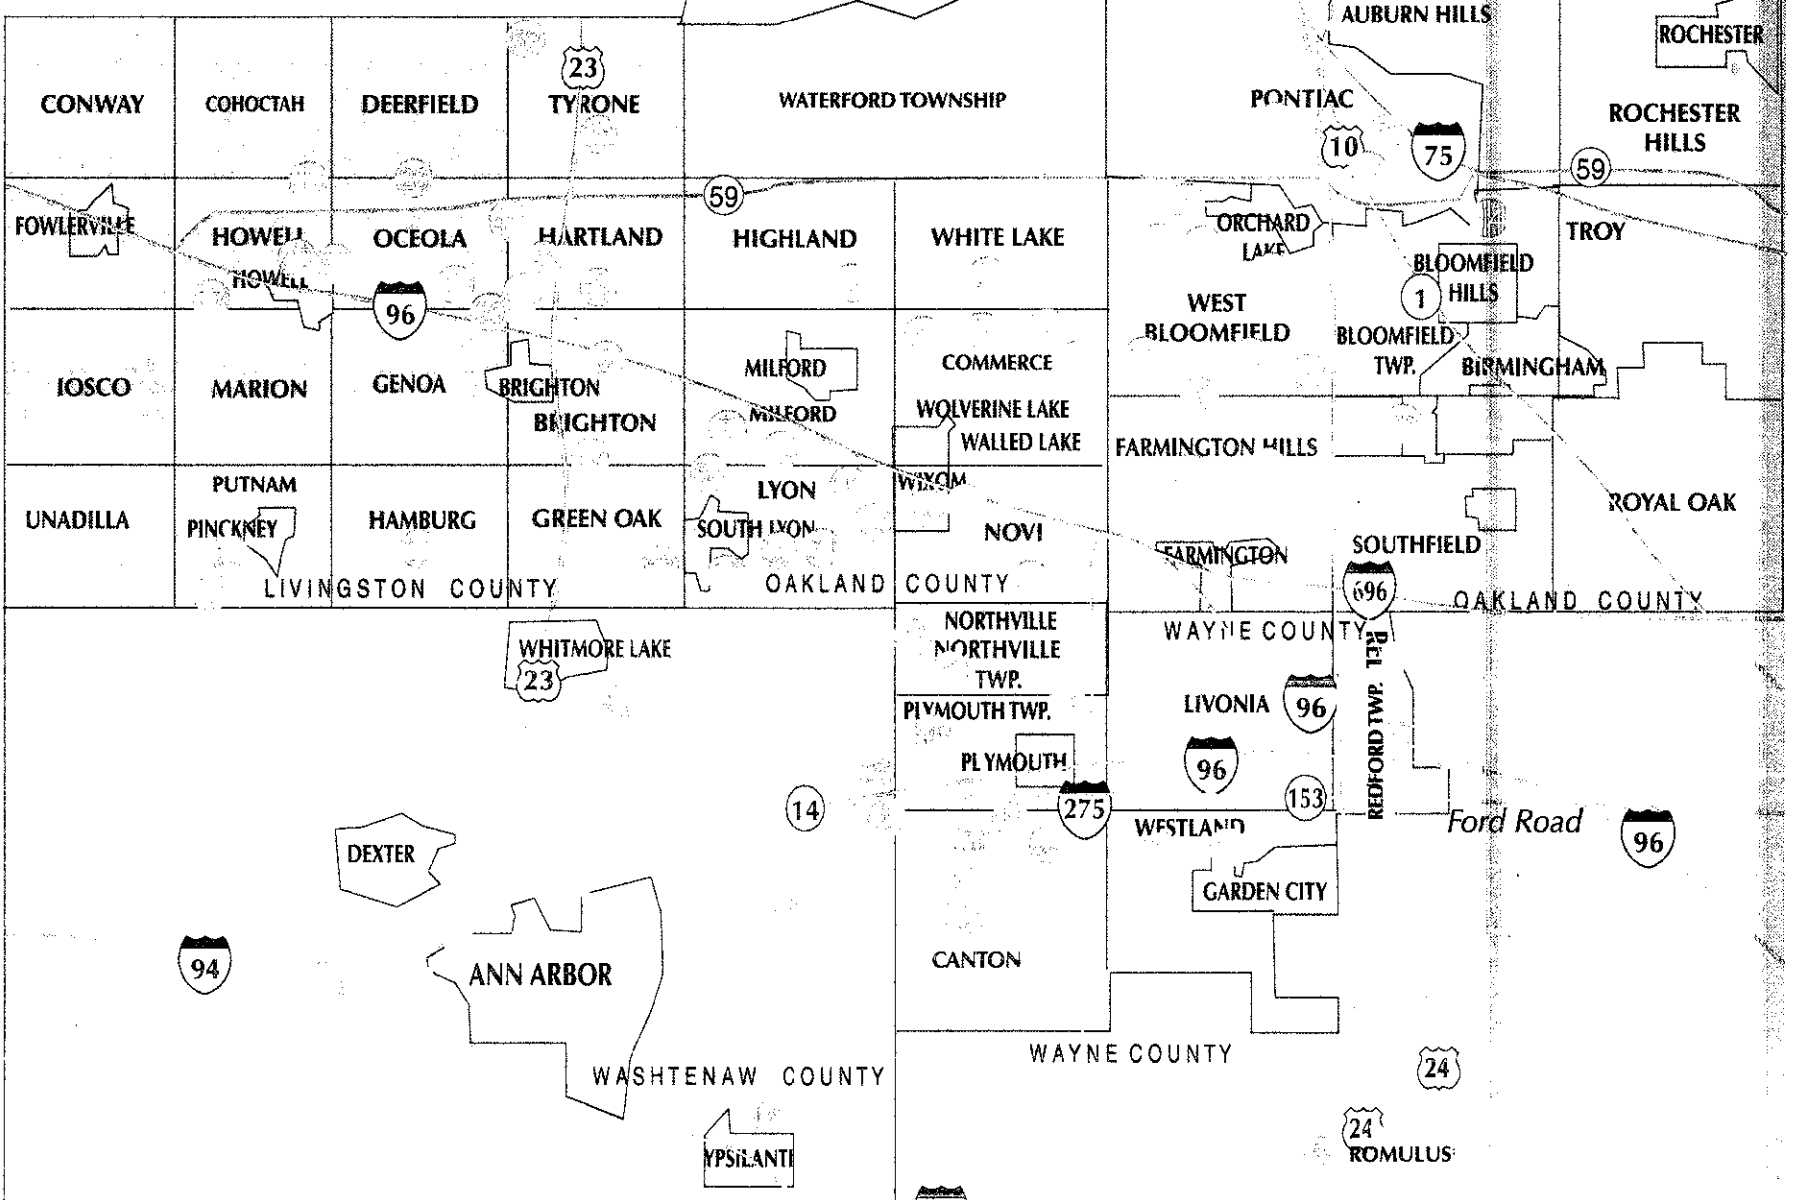 AUBURN HILLS
ROCHESTER
23
CONWAY
COHOCTAH
DEERFIELD
TYRONE
WATERFORD TOWNSHIP
PONTIAC
ROCHESTER
HILLS
10
75
59
59
FOWLERVILLE
HOWELL
OCEOLA
HARTLAND
HIGHLAND
WHITE LAKE
ORCHARD
LAKE
TROY
HOWELL
96
BLOOMFIELD
HILLS
1
WEST
BLOOMFIELD
BLOOMFIELD
TWP.
BIRMINGHAM
IOSCO
MARION
GENOA
BRIGHTON
BRIGHTON
MILFORD
MILFORD
COMMERCE
WOLVERINE LAKE
WALLED LAKE
FARMINGTON HILLS
PUTNAM
PINCKNEY
UNADILLA
HAMBURG
GREEN OAK
LYON
SOUTH LYON
WIXOM
NOVI
ROYAL OAK
FARMINGTON
SOUTHFIELD
LIVINGSTON COUNTY
OAKLAND COUNTY
696
OAKLAND COUNTY
NORTHVILLE
NORTHVILLE
TWP.
WAYNE COUNTY
WHITMORE LAKE
23
LIVONIA
96
REDFORD TWP.
PLYMOUTH TWP.
PLYMOUTH
96
14
275
153
WESTLAND
Ford Road
96
DEXTER
GARDEN CITY
94
ANN ARBOR
CANTON
WASHTENAW COUNTY
WAYNE COUNTY
24
24
ROMULUS
YPSILANTI